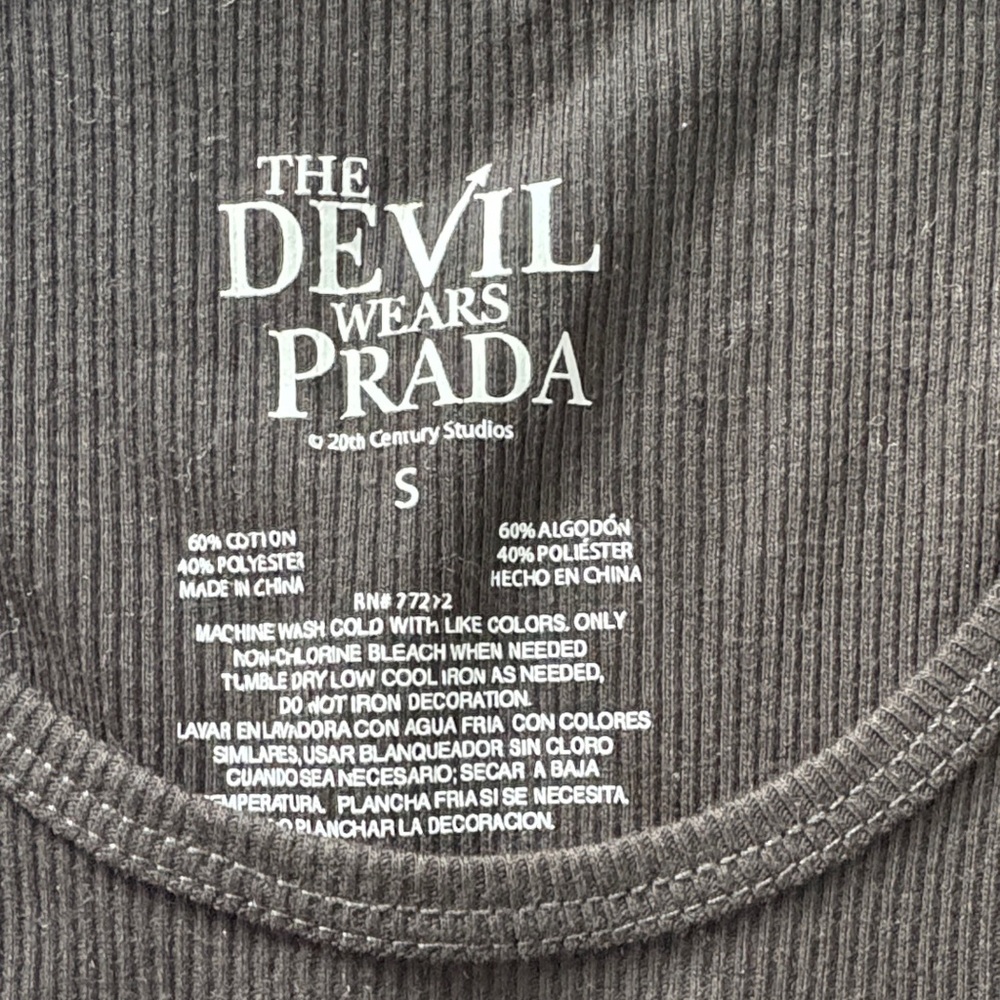 THE
DEVIL
WEARS
PRADA
© 20th Century Studios
S
60% COTTON
40% POLYESTER
MADE IN CHINA
60% ALGODÓN
40% POLIÉSTER
HECHO EN CHINA
RN#
MACHINE WASH COLD WITH LIKE COLORS. ONLY
NON-CHLORINE BLEACH WHEN NEEDED
TUMBLE DRY LOW COOL IRON AS NEEDED,
DO NOT IRON DECORATION.
LAVAR EN LAVADORA CON AGUA FRIA CON COLORES
SIMILARES, USAR BLANQUEADOR SIN CLORO
CUANDO SEA NECESARIO; SECAR A BAJA
TEMPERATURA. PLANCHA FRIA SI SE NECESITA.
NO PLANCHAR LA DECORACION.